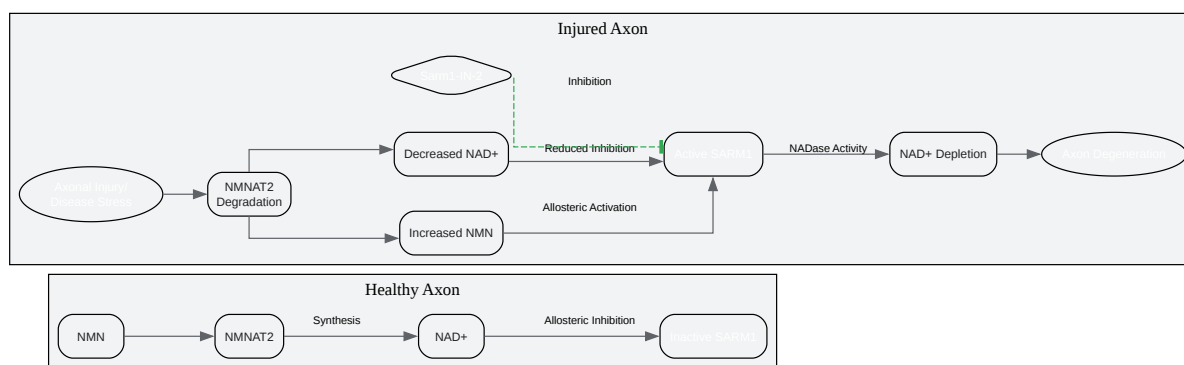 Injured Axon
Sarm1-IN-2
Inhibition
Decreased NAD+
Reduced Inhibition
Active SARM1
NADase Activity
NAD+ Depletion
Axon Degeneration
Axonal Injury/
Disease Stress
NMNAT2
Degradation
Increased NMN
Allosteric Activation
Healthy Axon
NMN
NMNAT2
Synthesis
NAD+
Allosteric Inhibition
Inactive SARM1